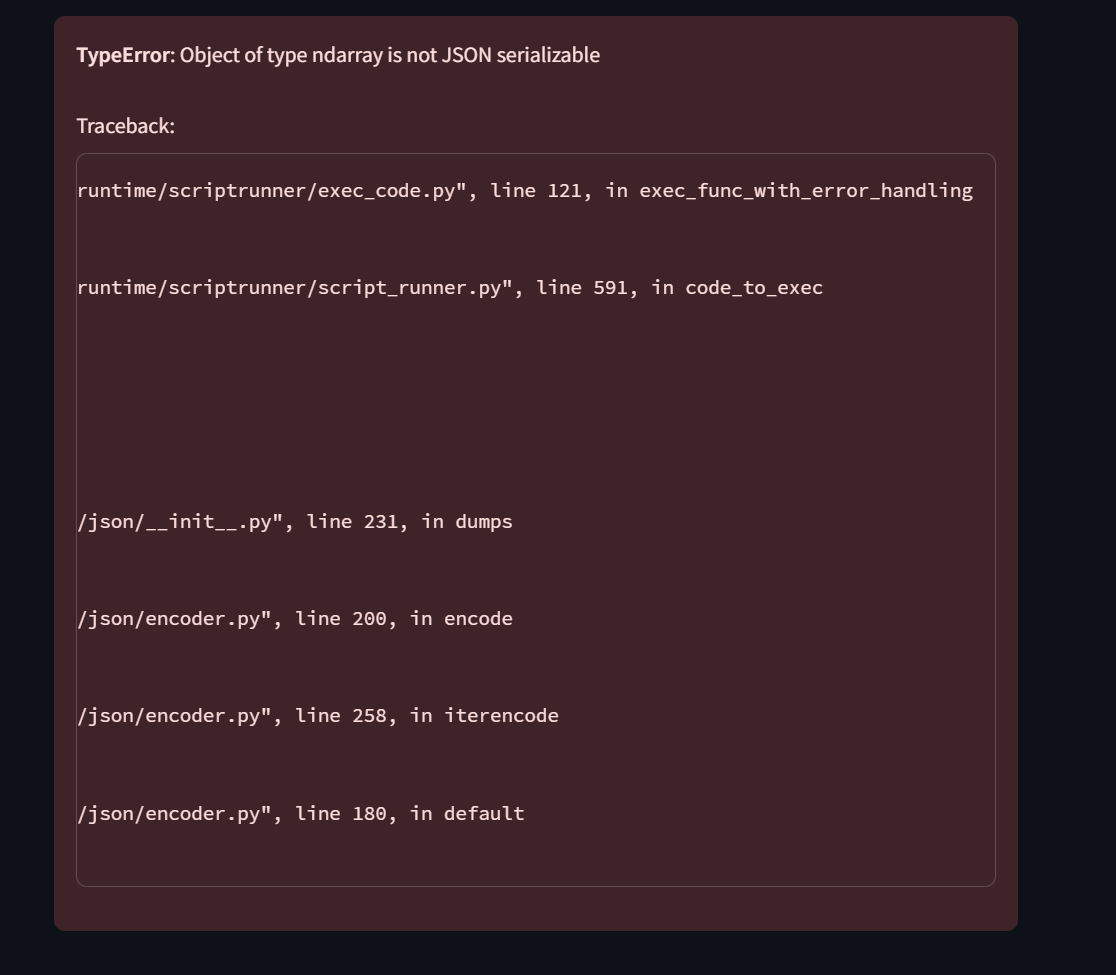 TypeError: Object of type ndarray is not JSON serializable
Traceback:
runtime/scriptrunner/exec_code.py", line 121, in exec_func_with_error_handling
runtime/scriptrunner/script_runner.py", line 591, in code_to_exec
/json/__init__.py", line 231, in dumps
/json/encoder.py", line 200, in encode
/json/encoder.py", line 258, in iterencode
/json/encoder.py", line 180, in default